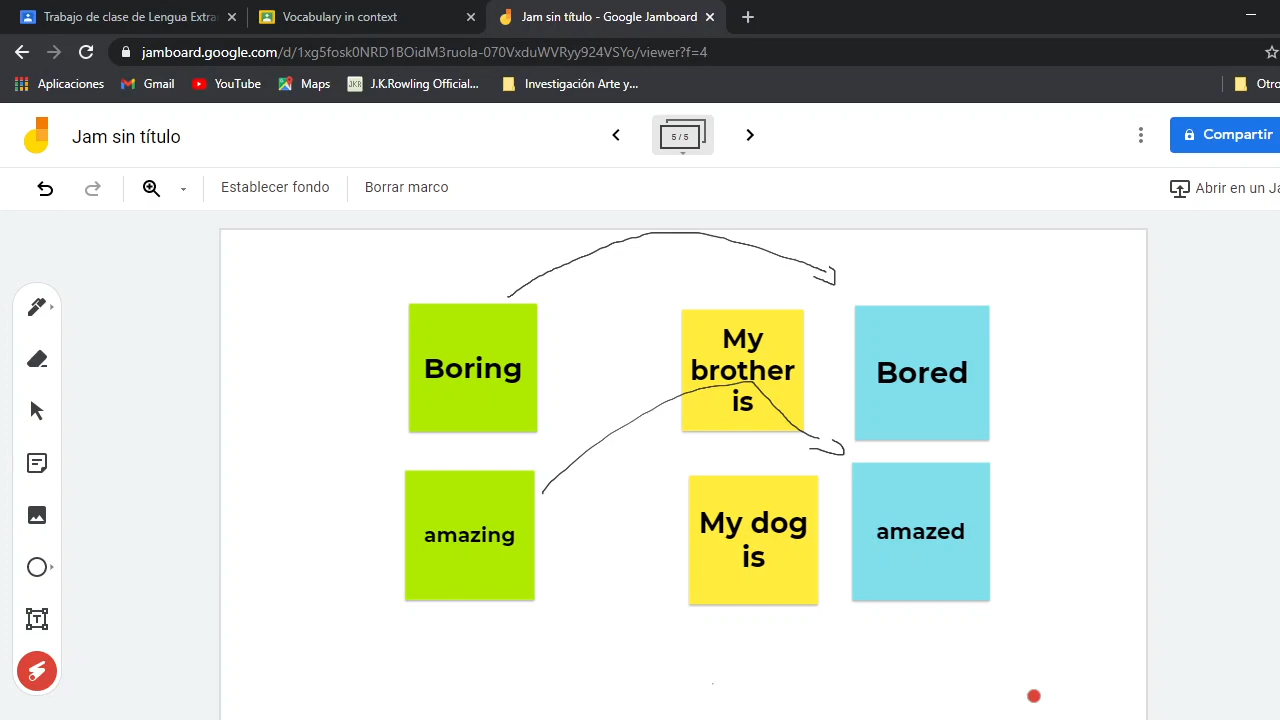 Trabajo de clase de Lengua Extra
Vocabulary in context
Jam sin título - Google Jamboard
jamboard.google.com/d/1xg5fosk0NRD1BOidM3ruola-070VxduWVRyy924VSYo/viewer?f=4
Aplicaciones
Gmail
YouTube
Maps
JKR
J.K.Rowling Official...
Investigación Arte y...
Otro
Jam sin título
5 / 5
Compartir
Establecer fondo
Borrar marco
Abrir en un Ja
Boring
My
brother
is
Bored
amazing
My dog
is
amazed